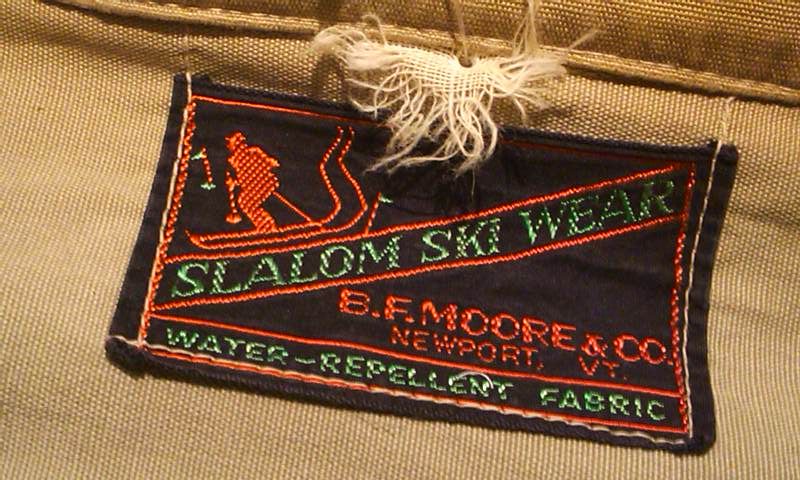 SLALOM SKI WEAR
B.F. MOORE & CO.
NEWPORT, VT.
WATER-REPELLENT FABRIC